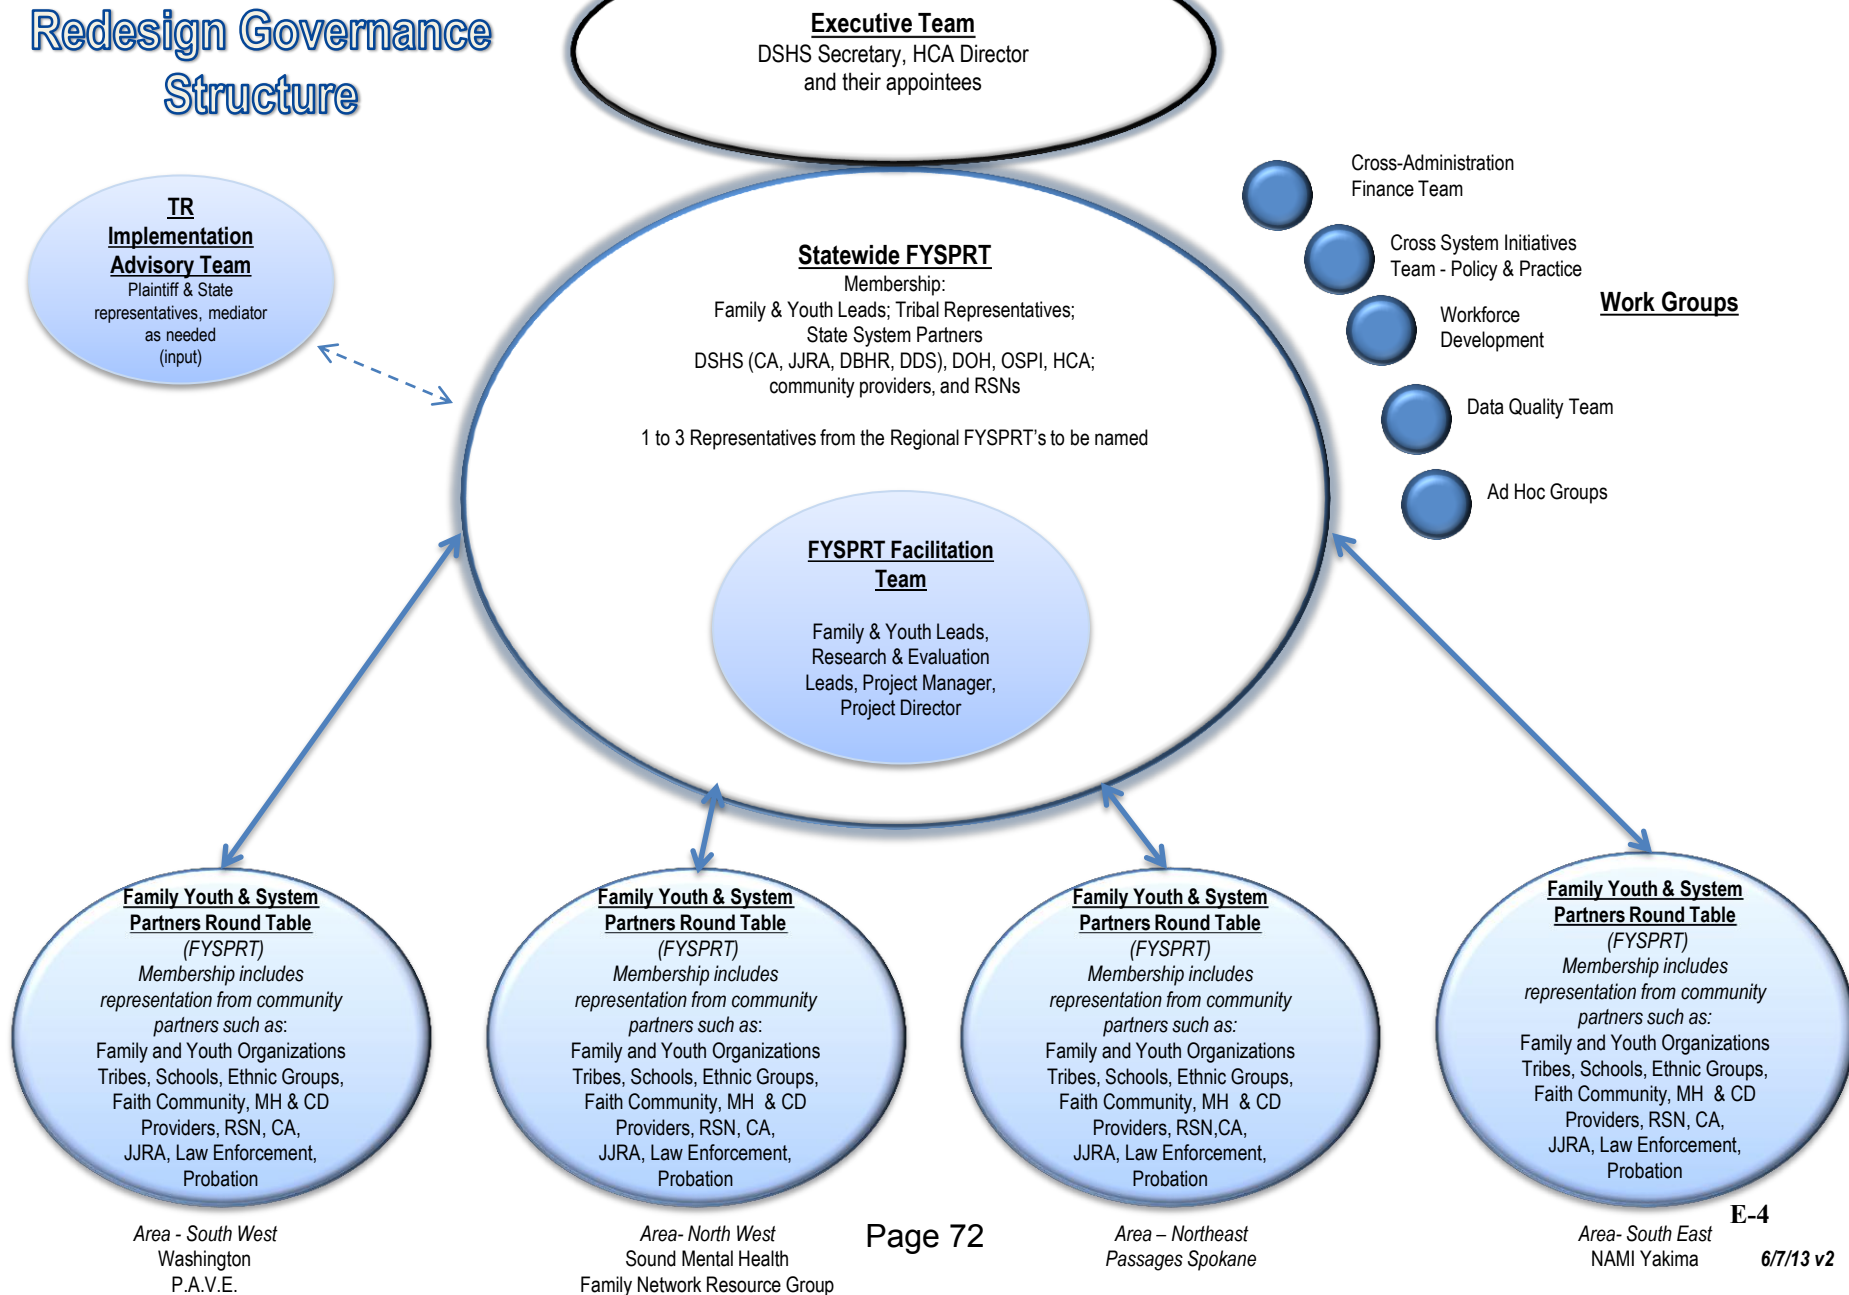 Redesign Governance
Structure
Executive Team
DSHS Secretary, HCA Director
and their appointees
TR
Implementation
Advisory Team
Plaintiff & State
representatives, mediator
as needed
(input)
Statewide FYSPRT
Membership:
Family & Youth Leads; Tribal Representatives;
State System Partners
DSHS (CA, JJRA, DBHR, DDS), DOH, OSPI, HCA;
community providers, and RSNs
1 to 3 Representatives from the Regional FYSPRT's to be named
FYSPRT Facilitation
Team
Family & Youth Leads,
Research & Evaluation
Leads, Project Manager,
Project Director
Cross-Administration
Finance Team
Cross System Initiatives
Team - Policy & Practice
Workforce
Development
Data Quality Team
Ad Hoc Groups
Work Groups
Family Youth & System
Partners Round Table
(FYSPRT)
Membership includes
representation from community
partners such as:
Family and Youth Organizations
Tribes, Schools, Ethnic Groups,
Faith Community, MH & CD
Providers, RSN, CA,
JJRA, Law Enforcement,
Probation
Area - South West
Washington
P.A.V.E.
Family Youth & System
Partners Round Table
(FYSPRT)
Membership includes
representation from community
partners such as:
Family and Youth Organizations
Tribes, Schools, Ethnic Groups,
Faith Community, MH & CD
Providers, RSN, CA,
JJRA, Law Enforcement,
Probation
Area- North West
Sound Mental Health
Family Network Resource Group
Page 72
Family Youth & System
Partners Round Table
(FYSPRT)
Membership includes
representation from community
partners such as:
Family and Youth Organizations
Tribes, Schools, Ethnic Groups,
Faith Community, MH & CD
Providers, RSN,CA,
JJRA, Law Enforcement,
Probation
Area – Northeast
Passages Spokane
Family Youth & System
Partners Round Table
(FYSPRT)
Membership includes
representation from community
partners such as:
Family and Youth Organizations
Tribes, Schools, Ethnic Groups,
Faith Community, MH & CD
Providers, RSN, CA,
JJRA, Law Enforcement,
Probation
Area- South East
NAMI Yakima
E-4
6/7/13 v2